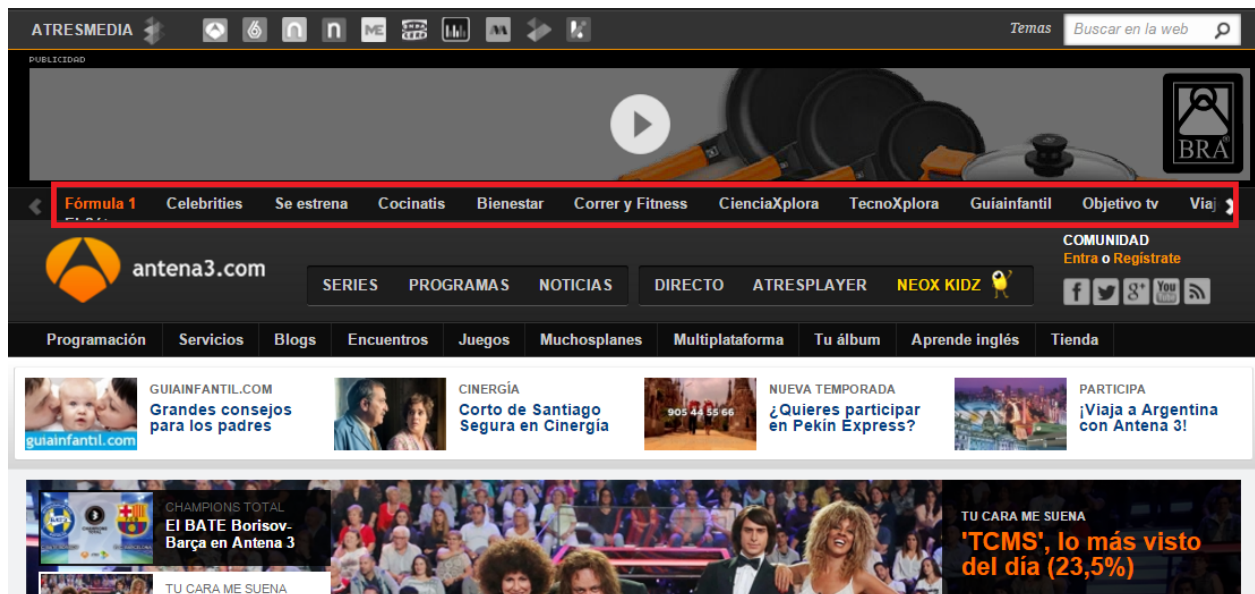 ATRESMEDIA
ME
Temas
Buscar en la web
PUBLICIDAD
BRA
Fórmula 1 Celebrities Se estrena Cocinatis Bienestar Correr y Fitness CienciaXplora TecnoXplora Guíainfantil Objetivo tv Viaj
antena3.com
COMUNIDAD
Entra o Regístrate
SERIES PROGRAMAS NOTICIAS DIRECTO ATRESPLAYER NEOX KIDZ
f g+ You Tube
Programación Servicios Blogs Encuentros Juegos Muchosplanes Multiplataforma Tu álbum Aprende inglés Tienda
guiainfantil.com
GUIAINFANTIL.COM
Grandes consejos
para los padres
CINERGÍA
Corto de Santiago
Segura en Cinergía
905 44 55 66
NUEVA TEMPORADA
¿Quieres participar
en Pekín Express?
PARTICIPA
¡Viaja a Argentina
con Antena 3!
CHAMPIONS TOTAL
El BATE Borisov-
Barça en Antena 3
TU CARA ME SUENA
TU CARA ME SUENA
'TCMS', lo más visto
del día (23,5%)